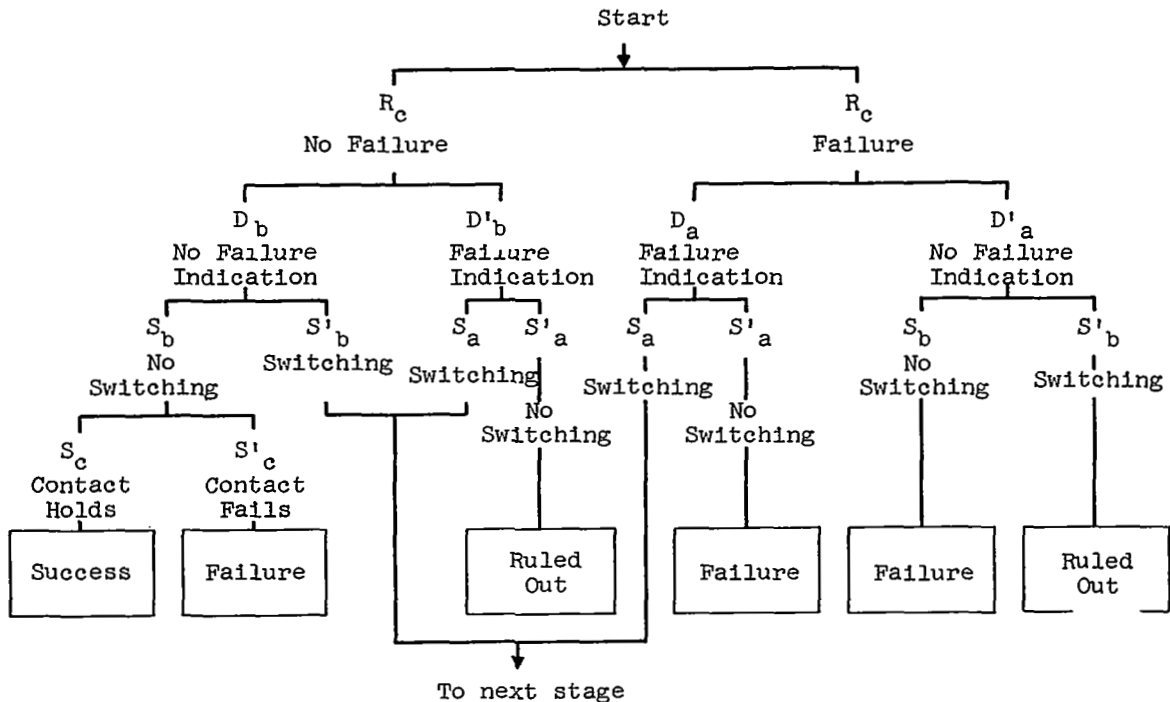 Start
R_c R_c
No Failure Failure
D_b D'_b D_a D'_a
No Failure Failure Failure No Failure
Indication Indication Indication Indication
S_b S'_b S_a S'_a S_a S'_a S_b S'_b
No Switching Switching Switching No Switching
Switching No No Switching
Switching Switching
S_c S'_c
Contact Contact
Holds Fails
Success Failure Ruled Out Failure Failure Ruled Out
To next stage